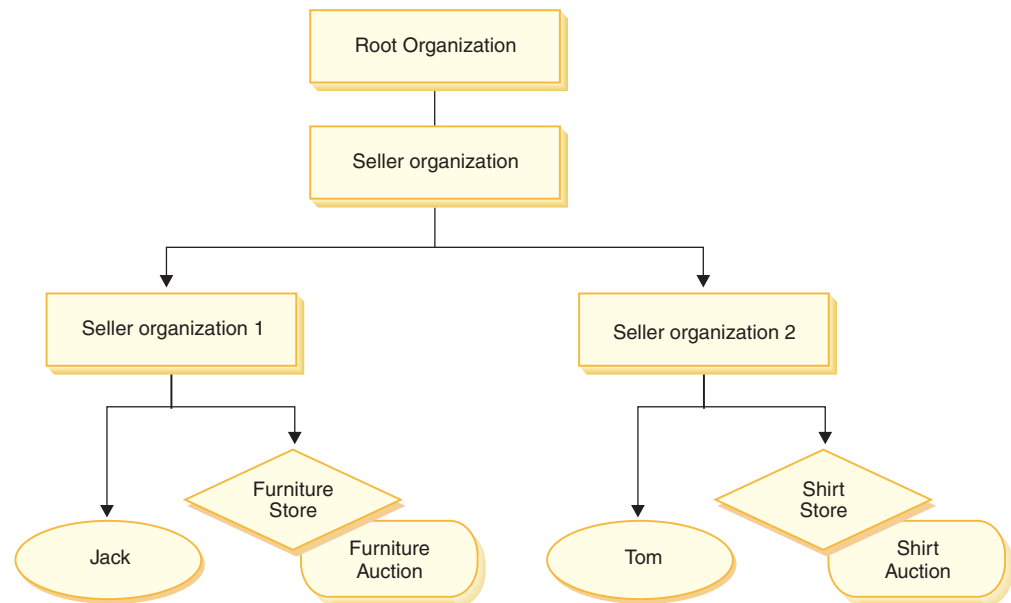 Root Organization
Seller organization
Seller organization 1
Seller organization 2
Furniture
Store
Shirt
Store
Jack
Furniture
Auction
Tom
Shirt
Auction